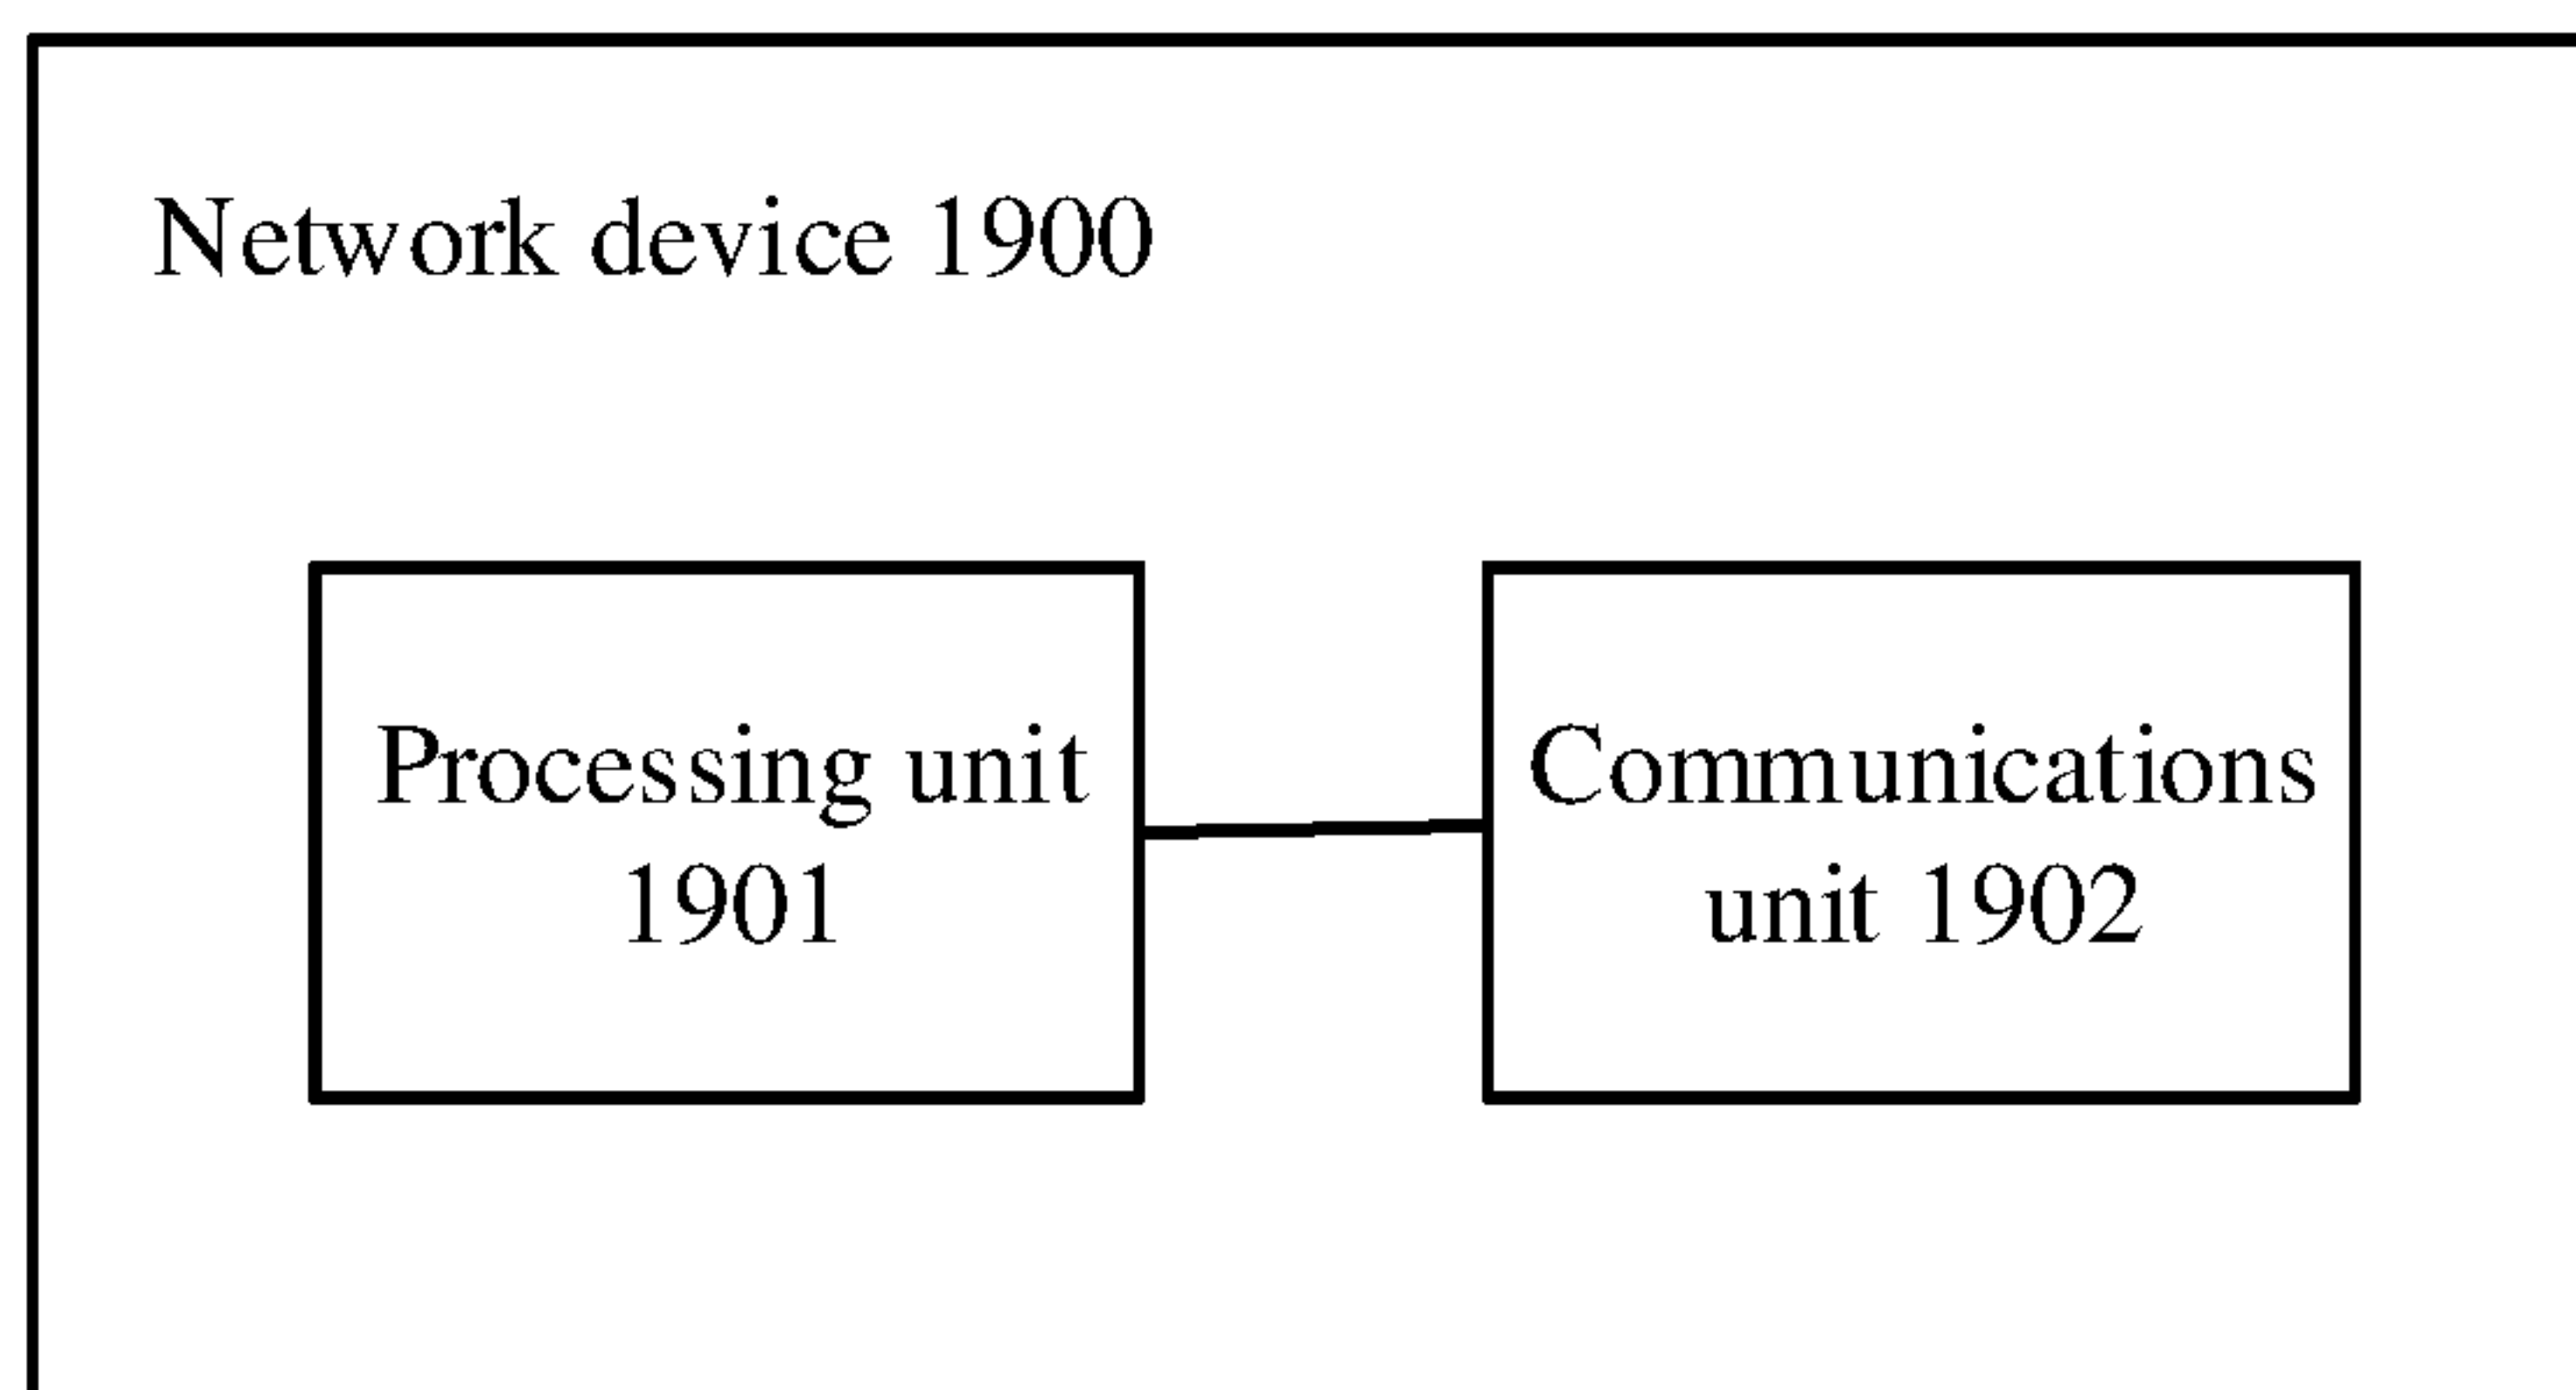 Network device 1900
Processing unit
1901
Communications
unit 1902